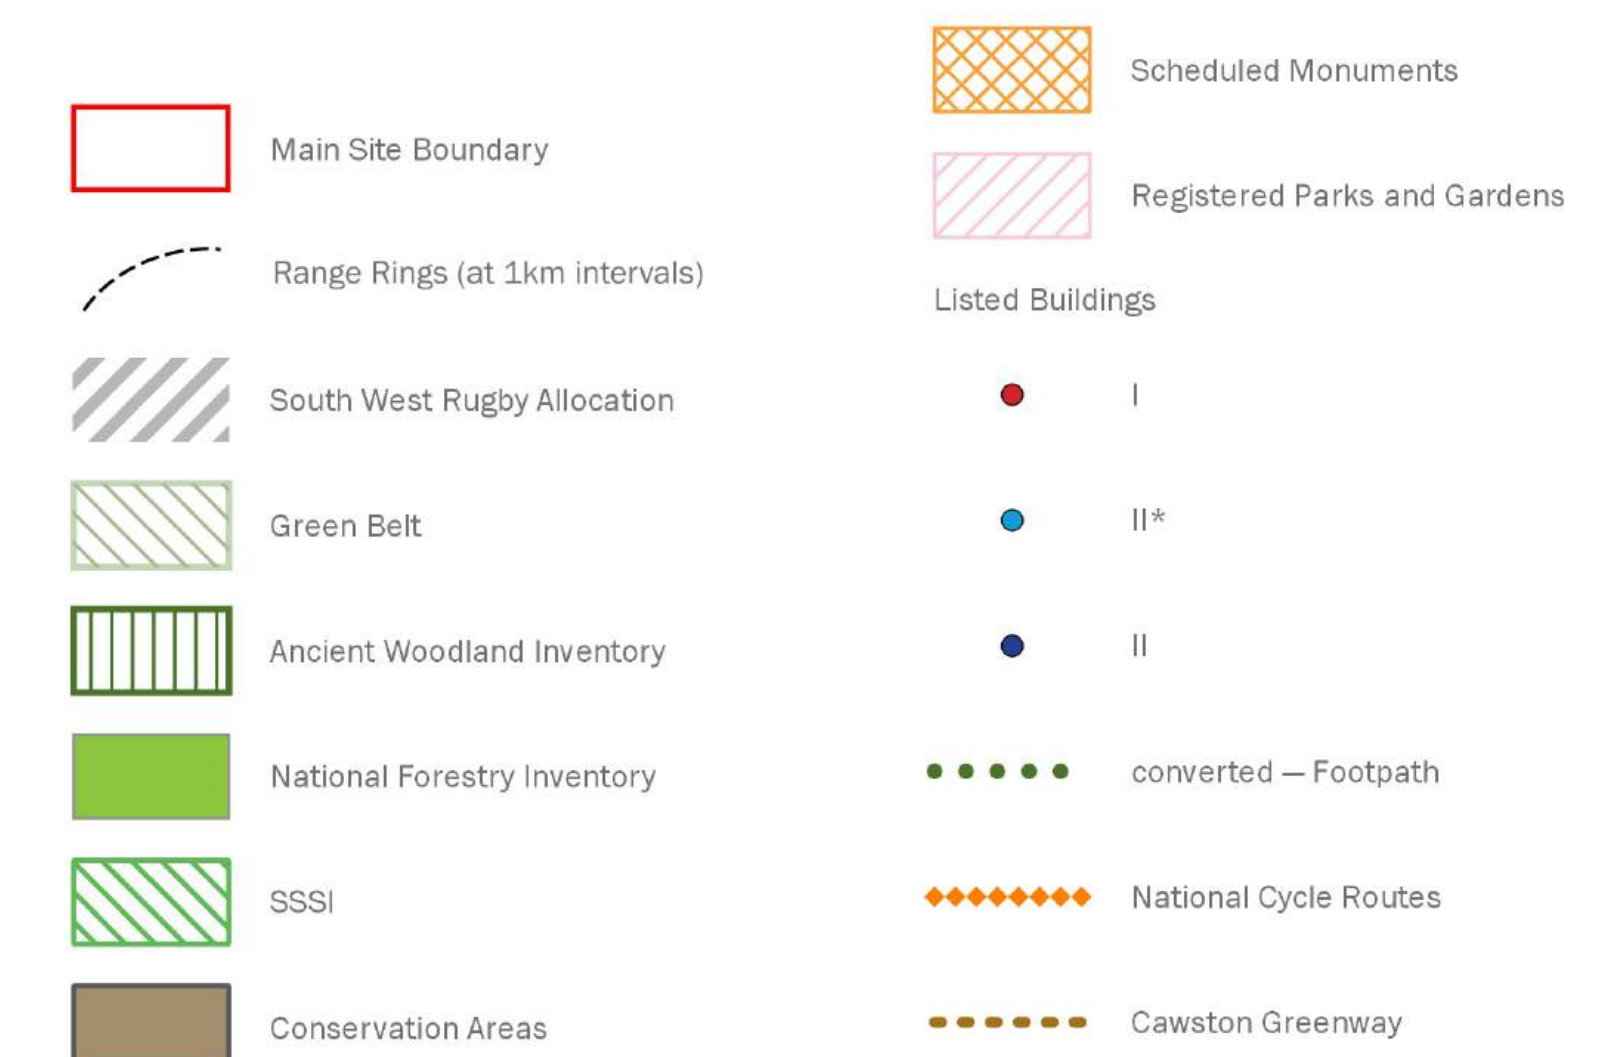 Main Site Boundary
Range Rings (at 1km intervals)
South West Rugby Allocation
Green Belt
Ancient Woodland Inventory
National Forestry Inventory
SSSI
Conservation Areas
Scheduled Monuments
Registered Parks and Gardens
Listed Buildings
I
II*
II
converted — Footpath
National Cycle Routes
Cawston Greenway